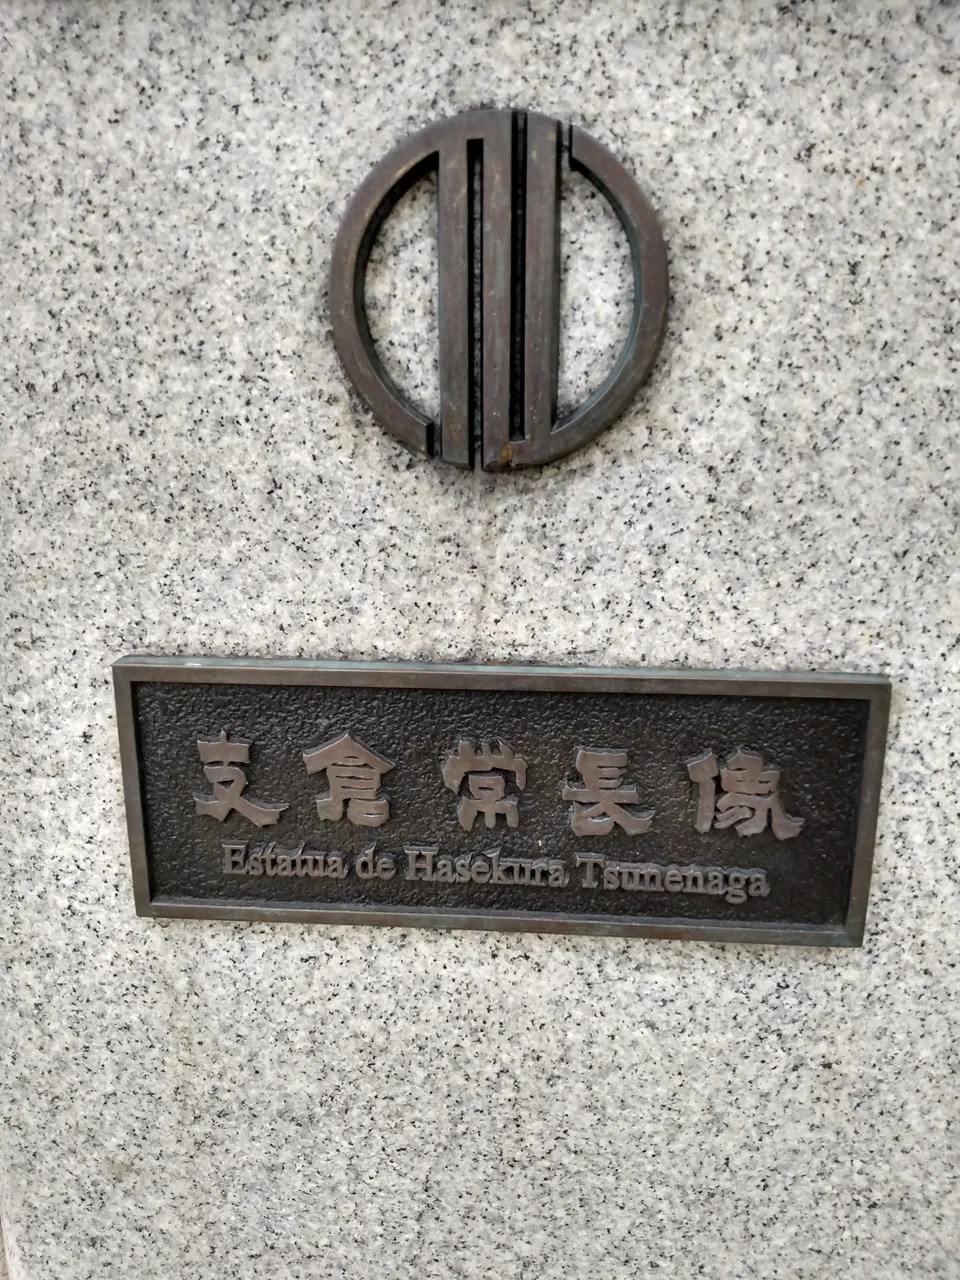 支倉常長像
Estatua de Hasekura Tsunenaga